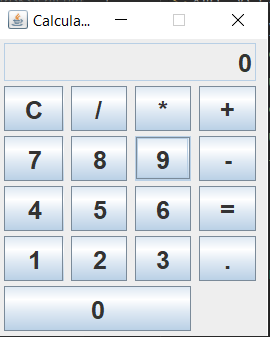 Calcula...
0
C / * +
7 8 9 -
4 5 6 =
1 2 3 .
0